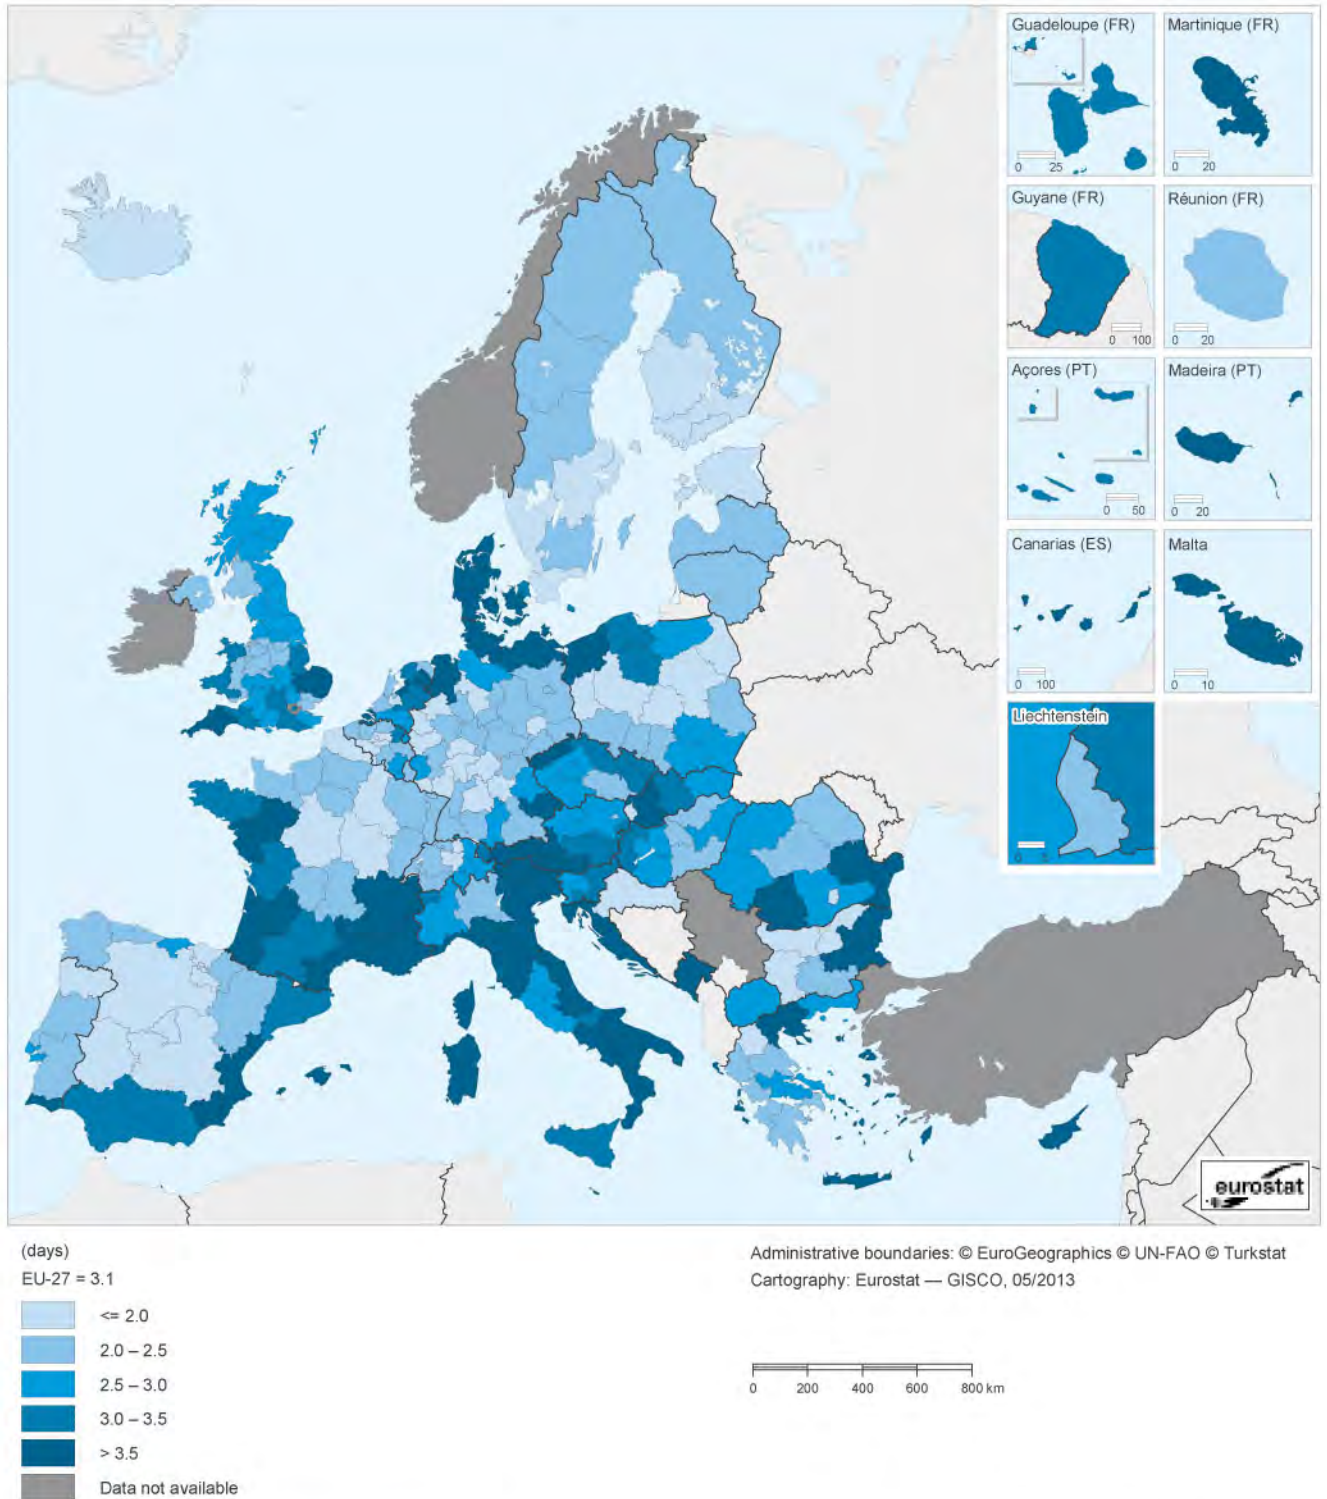 Guadeloupe (FR)
0 25
Martinique (FR)
0 20
Guyane (FR)
0 100
Réunion (FR)
0 20
Açores (PT)
0 50
Madeira (PT)
0 20
Canarias (ES)
0 100
Malta
0 10
Liechtenstein
0
eurostat
(days)
EU-27 = 3.1
<= 2.0
2.0 – 2.5
2.5 – 3.0
3.0 – 3.5
> 3.5
Data not available
Administrative boundaries: © EuroGeographics © UN-FAO © Turkstat
Cartography: Eurostat — GISCO, 05/2013
0 200 400 600 800 km